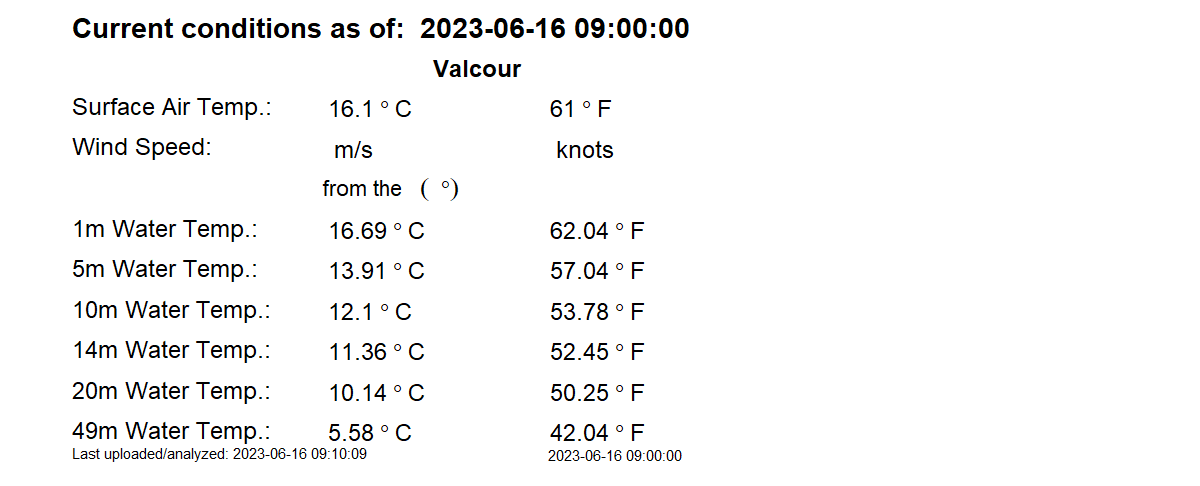 Current conditions as of: 2023-06-16 09:00:00
Valcour
Surface Air Temp.: 16.1 ° C 61 ° F
Wind Speed: m/s knots
from the ( °)
1m Water Temp.: 16.69 ° C 62.04 ° F
5m Water Temp.: 13.91 ° C 57.04 ° F
10m Water Temp.: 12.1 ° C 53.78 ° F
14m Water Temp.: 11.36 ° C 52.45 ° F
20m Water Temp.: 10.14 ° C 50.25 ° F
49m Water Temp.: 5.58 ° C 42.04 ° F
Last uploaded/analyzed: 2023-06-16 09:10:09 2023-06-16 09:00:00